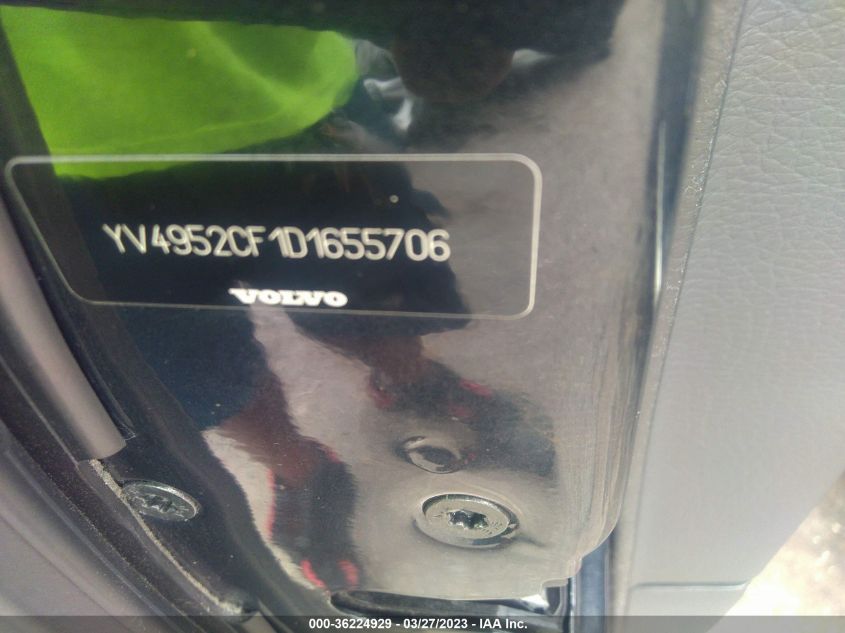 YV4952CF1D1655706
VOLVO
000-36224929 - 03/27/2023 - IAA Inc.